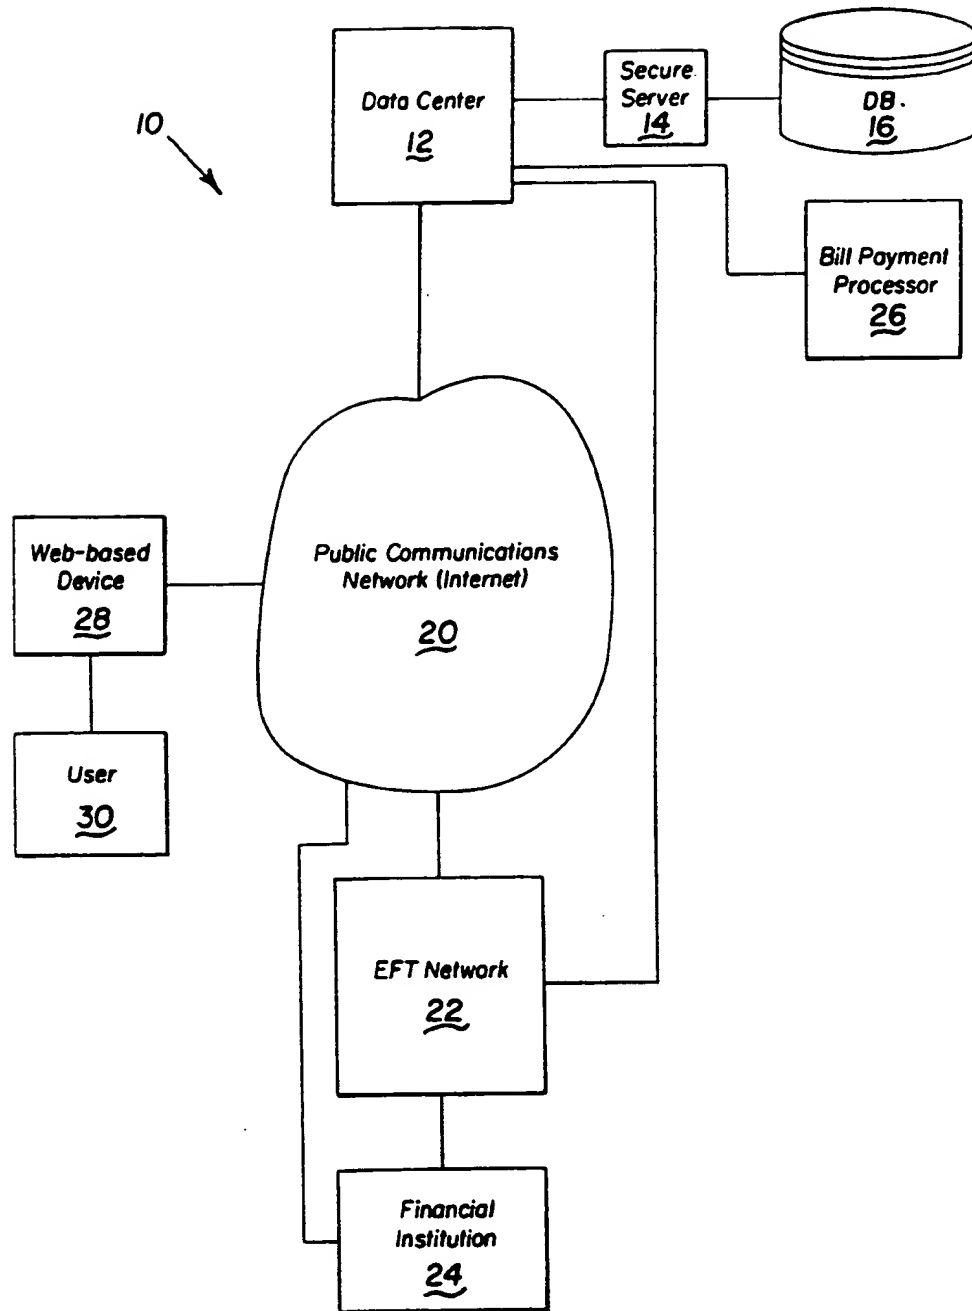 10
Data Center
12
Secure
Server
14
DB.
16
Bill Payment
Processor
26
Public Communications
Network (Internet)
20
Web-based
Device
28
User
30
EFT Network
22
Financial
Institution
24